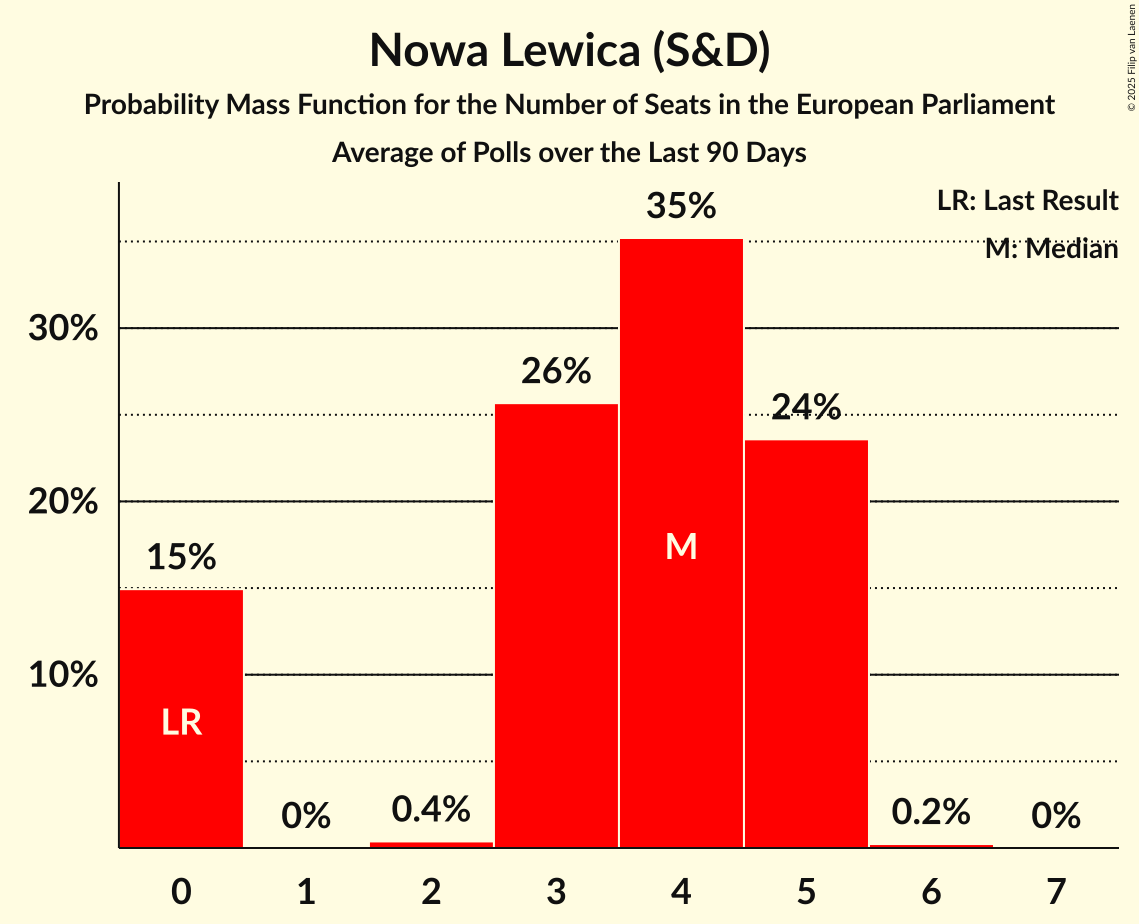 Nowa Lewica (S&D)
Probability Mass Function for the Number of Seats in the European Parliament
Average of Polls over the Last 90 Days
© 2025 Filip van Laenen
LR: Last Result
M: Median
30%
20%
10%
15%
0%
0.4%
26%
35%
24%
0.2%
0%
LR
M
0 1 2 3 4 5 6 7